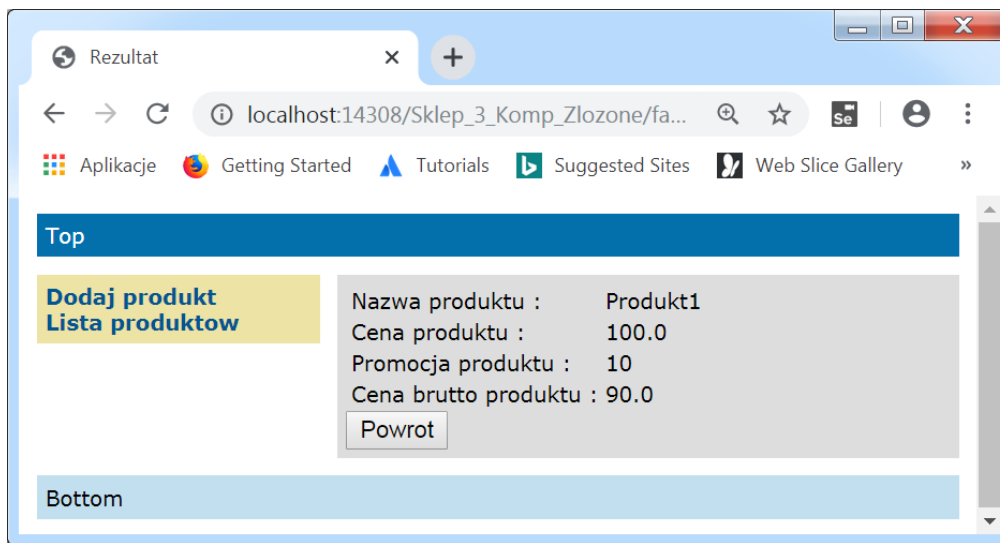 Rezultat
localhost:14308/Sklep_3_Komp_Zlozone/fa...
Se
Aplikacje Getting Started Tutorials Suggested Sites Web Slice Gallery »
Top
Dodaj produkt
Lista produktow
Nazwa produktu : Produkt1
Cena produktu : 100.0
Promocja produktu : 10
Cena brutto produktu : 90.0
Powrot
Bottom